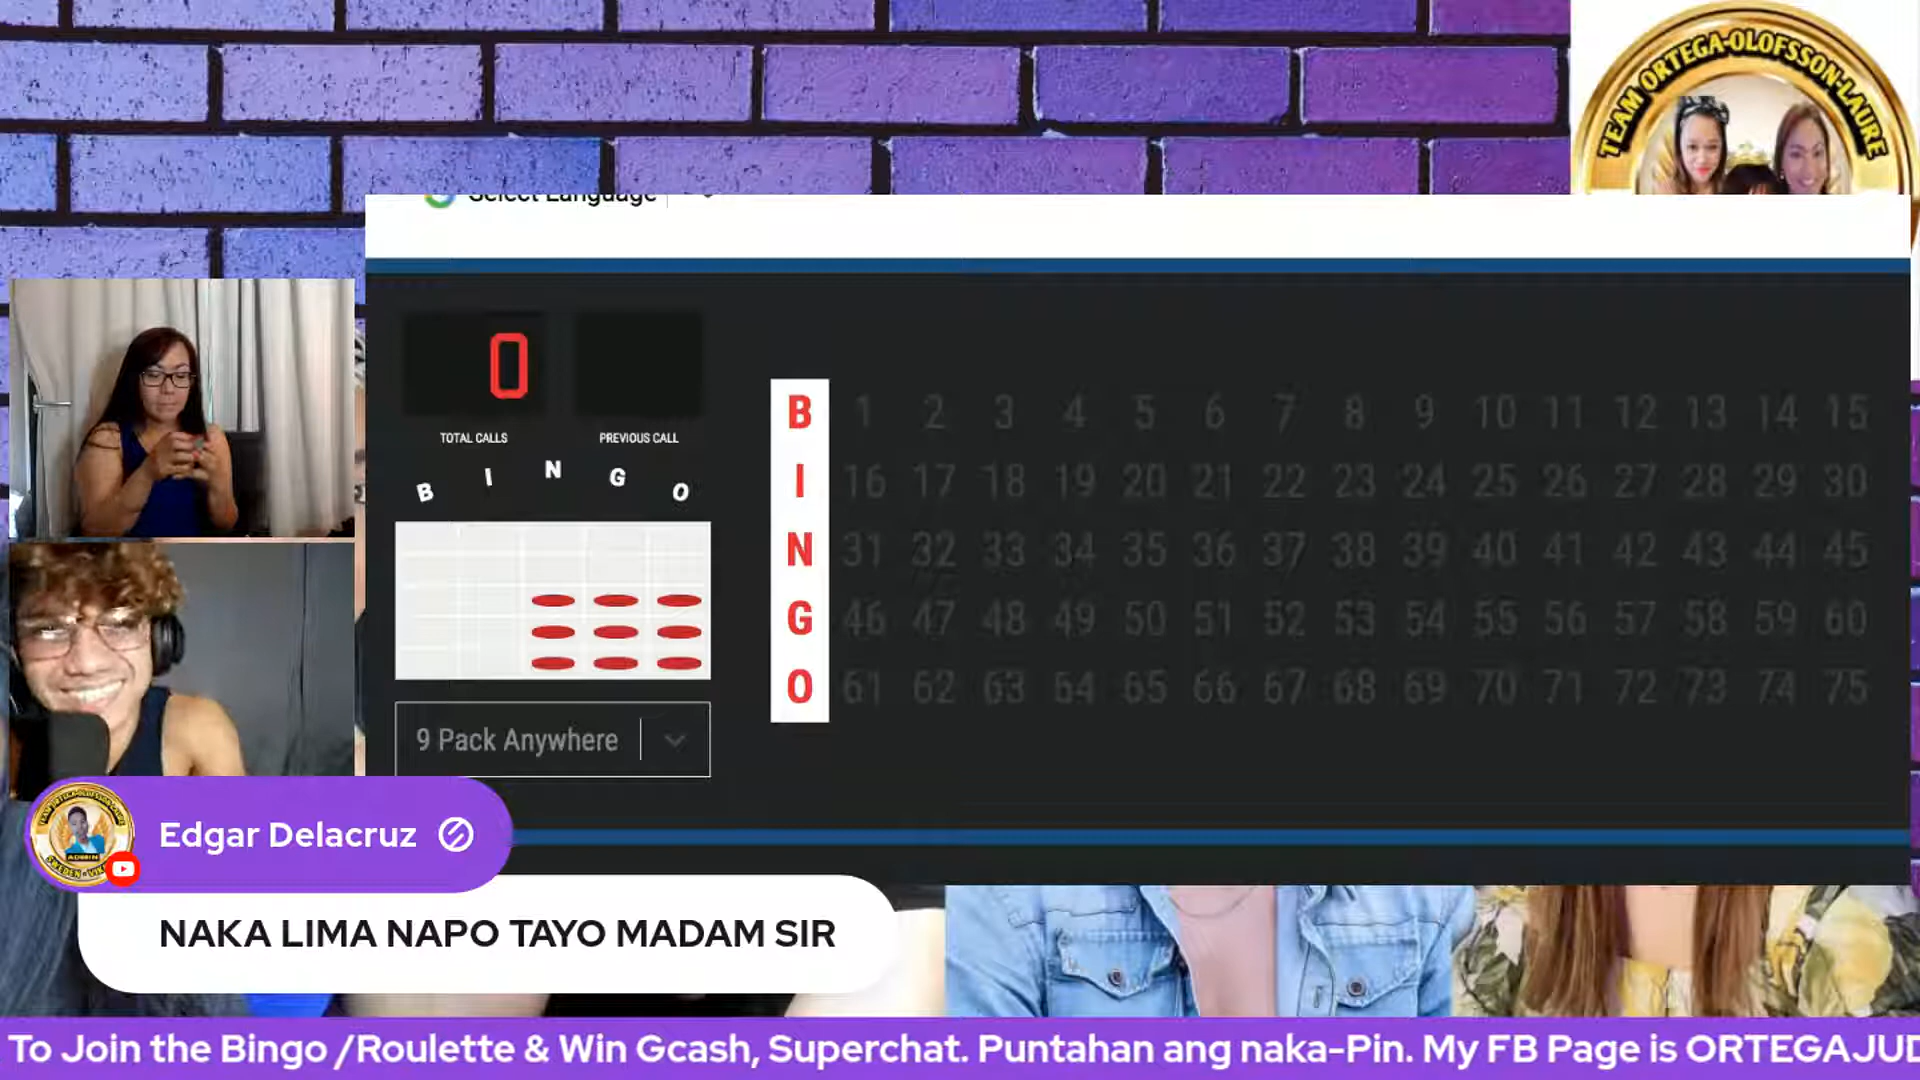 TEAM ORTEGA-OLOFSSON-LAURE
Select Language
0
TOTAL CALLS
PREVIOUS CALL
B I N G O
9 Pack Anywhere
B 1 2 3 4 5 6 7 8 9 10 11 12 13 14 15
I 16 17 18 19 20 21 22 23 24 25 26 27 28 29 30
N 31 32 33 34 35 36 37 38 39 40 41 42 43 44 45
G 46 47 48 49 50 51 52 53 54 55 56 57 58 59 60
O 61 62 63 64 65 66 67 68 69 70 71 72 73 74 75
ADMIN
Edgar Delacruz
NAKA LIMA NAPO TAYO MADAM SIR
To Join the Bingo /Roulette & Win Gcash, Superchat. Puntahan ang naka-Pin. My FB Page is ORTEGAJUD